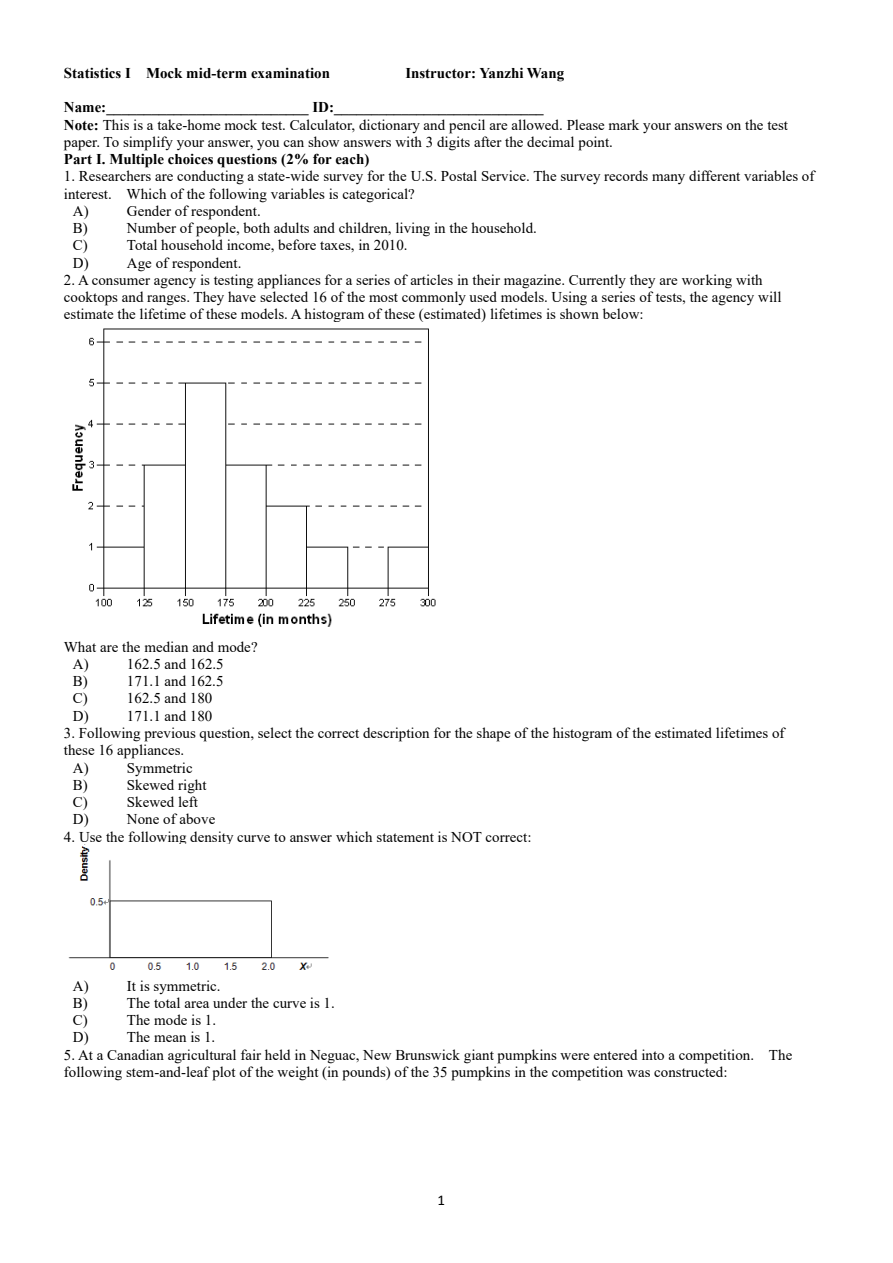 Statistics I Mock mid-term examination Instructor: Yanzhi Wang
Name:___________________________ ID:____________________________
Note: This is a take-home mock test. Calculator, dictionary and pencil are allowed. Please mark your answers on the test
paper. To simplify your answer, you can show answers with 3 digits after the decimal point.
Part I. Multiple choices questions (2% for each)
1. Researchers are conducting a state-wide survey for the U.S. Postal Service. The survey records many different variables of
interest. Which of the following variables is categorical?
A) Gender of respondent.
B) Number of people, both adults and children, living in the household.
C) Total household income, before taxes, in 2010.
D) Age of respondent.
2. A consumer agency is testing appliances for a series of articles in their magazine. Currently they are working with
cooktops and ranges. They have selected 16 of the most commonly used models. Using a series of tests, the agency will
estimate the lifetime of these models. A histogram of these (estimated) lifetimes is shown below:
6
5
4
3
2
1
0
Frequency
100 125 150 175 200 225 250 275 300
Lifetime (in months)
What are the median and mode?
A) 162.5 and 162.5
B) 171.1 and 162.5
C) 162.5 and 180
D) 171.1 and 180
3. Following previous question, select the correct description for the shape of the histogram of the estimated lifetimes of
these 16 appliances.
A) Symmetric
B) Skewed right
C) Skewed left
D) None of above
4. Use the following density curve to answer which statement is NOT correct:
Density
0.5
0 0.5 1.0 1.5 2.0 X
A) It is symmetric.
B) The total area under the curve is 1.
C) The mode is 1.
D) The mean is 1.
5. At a Canadian agricultural fair held in Neguac, New Brunswick giant pumpkins were entered into a competition. The
following stem-and-leaf plot of the weight (in pounds) of the 35 pumpkins in the competition was constructed:
1